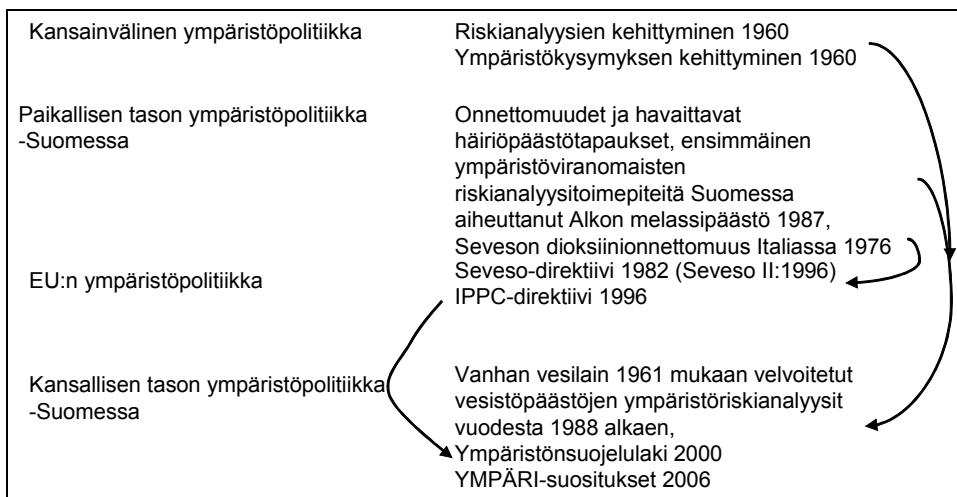 Kansainvälinen ympäristöpolitiikka
Riskianalyysien kehittyminen 1960
Ympäristökysymyksen kehittyminen 1960
Paikallisen tason ympäristöpolitiikka
-Suomessa
Onnettomuudet ja havaittavat
häiriöpäästötapaukset, ensimmäinen
ympäristöviranomaisten
riskianalyysitoimepiteitä Suomessa
aiheuttanut Alkon melassipäästö 1987,
Seveson dioksiinionnettomuus Italiassa 1976
EU:n ympäristöpolitiikka
Seveso-direktiivi 1982 (Seveso II:1996)
IPPC-direktiivi 1996
Kansallisen tason ympäristöpolitiikka
-Suomessa
Vanhan vesilain 1961 mukaan velvoitetut
vesistöpäästöjen ympäristöriskianalyysit
vuodesta 1988 alkaen,
Ympäristönsuojelulaki 2000
YMPÄRI-suositukset 2006